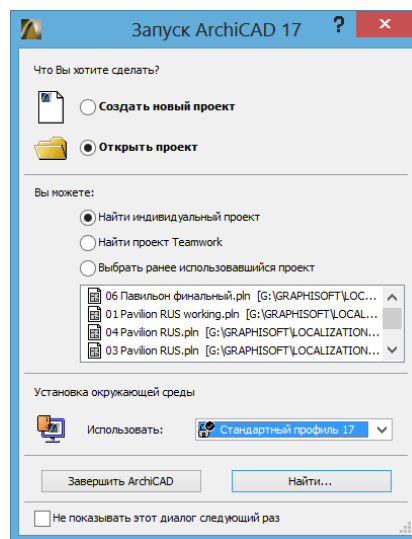 Запуск ArchiCAD 17
Что Вы хотите сделать?
Создать новый проект
Открыть проект
Вы можете:
Найти индивидуальный проект
Найти проект Teamwork
Выбрать ранее использовавшийся проект
06 Павильон финальный.pln [G:\GRAPHISOFT\LOC...
01 Pavilion RUS working.pln [G:\GRAPHISOFT\LOCAL...
04 Pavilion RUS.pln [G:\GRAPHISOFT\LOCALIZATION...
03 Pavilion RUS.pln [G:\GRAPHISOFT\LOCALIZATION...
Установка окружающей среды
Использовать: Стандартный профиль 17
Завершить ArchiCAD Найти...
Не показывать этот диалог следующий раз